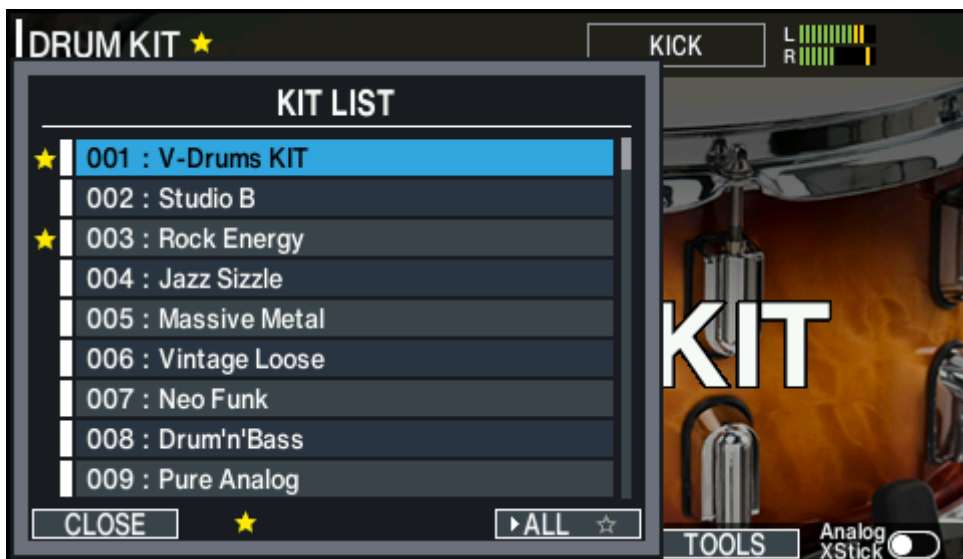 DRUM KIT
KICK
L
R
KIT LIST
001 : V-Drums KIT
002 : Studio B
003 : Rock Energy
004 : Jazz Sizzle
005 : Massive Metal
006 : Vintage Loose
007 : Neo Funk
008 : Drum'n'Bass
009 : Pure Analog
KIT
CLOSE
ALL
TOOLS
Analog
XStick